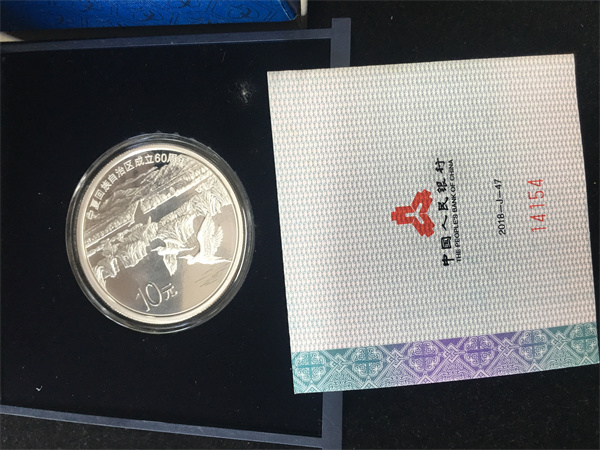 宁夏回族自治区成立60周年
10元
中国人民银行
THE PEOPLE'S BANK OF CHINA
2018-J-47
14154